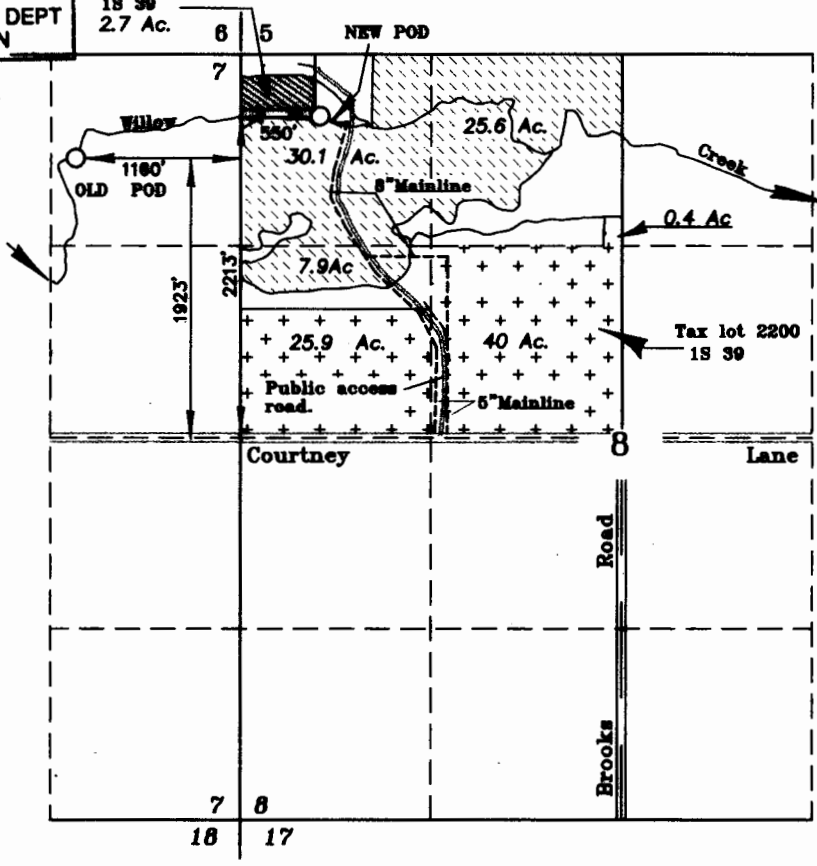 DEPT
N
1S 39
2.7 Ac.
6 5
7
NEW POD
Willow
550'
25.6 Ac.
30.1 Ac.
1160'
OLD POD
8"Mainline
Creek
0.4 Ac
1923'
2213'
7.9Ac
25.9 Ac.
40 Ac.
Tax lot 2200
1S 39
Public access
road.
5"Mainline
Courtney
8
Lane
Road
Brooks
7 8
18 17